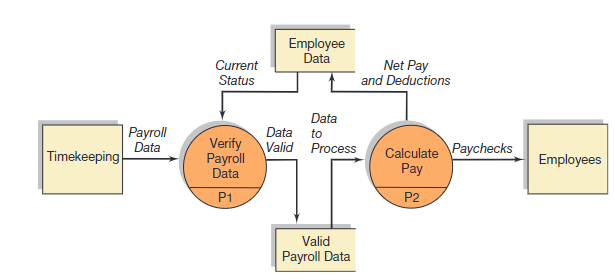 Employee
Data
Current
Status
Net Pay
and Deductions
Timekeeping
Payroll
Data
Verify
Payroll
Data
P1
Data
Valid
Data
to
Process
Calculate
Pay
P2
Paychecks
Employees
Valid
Payroll Data